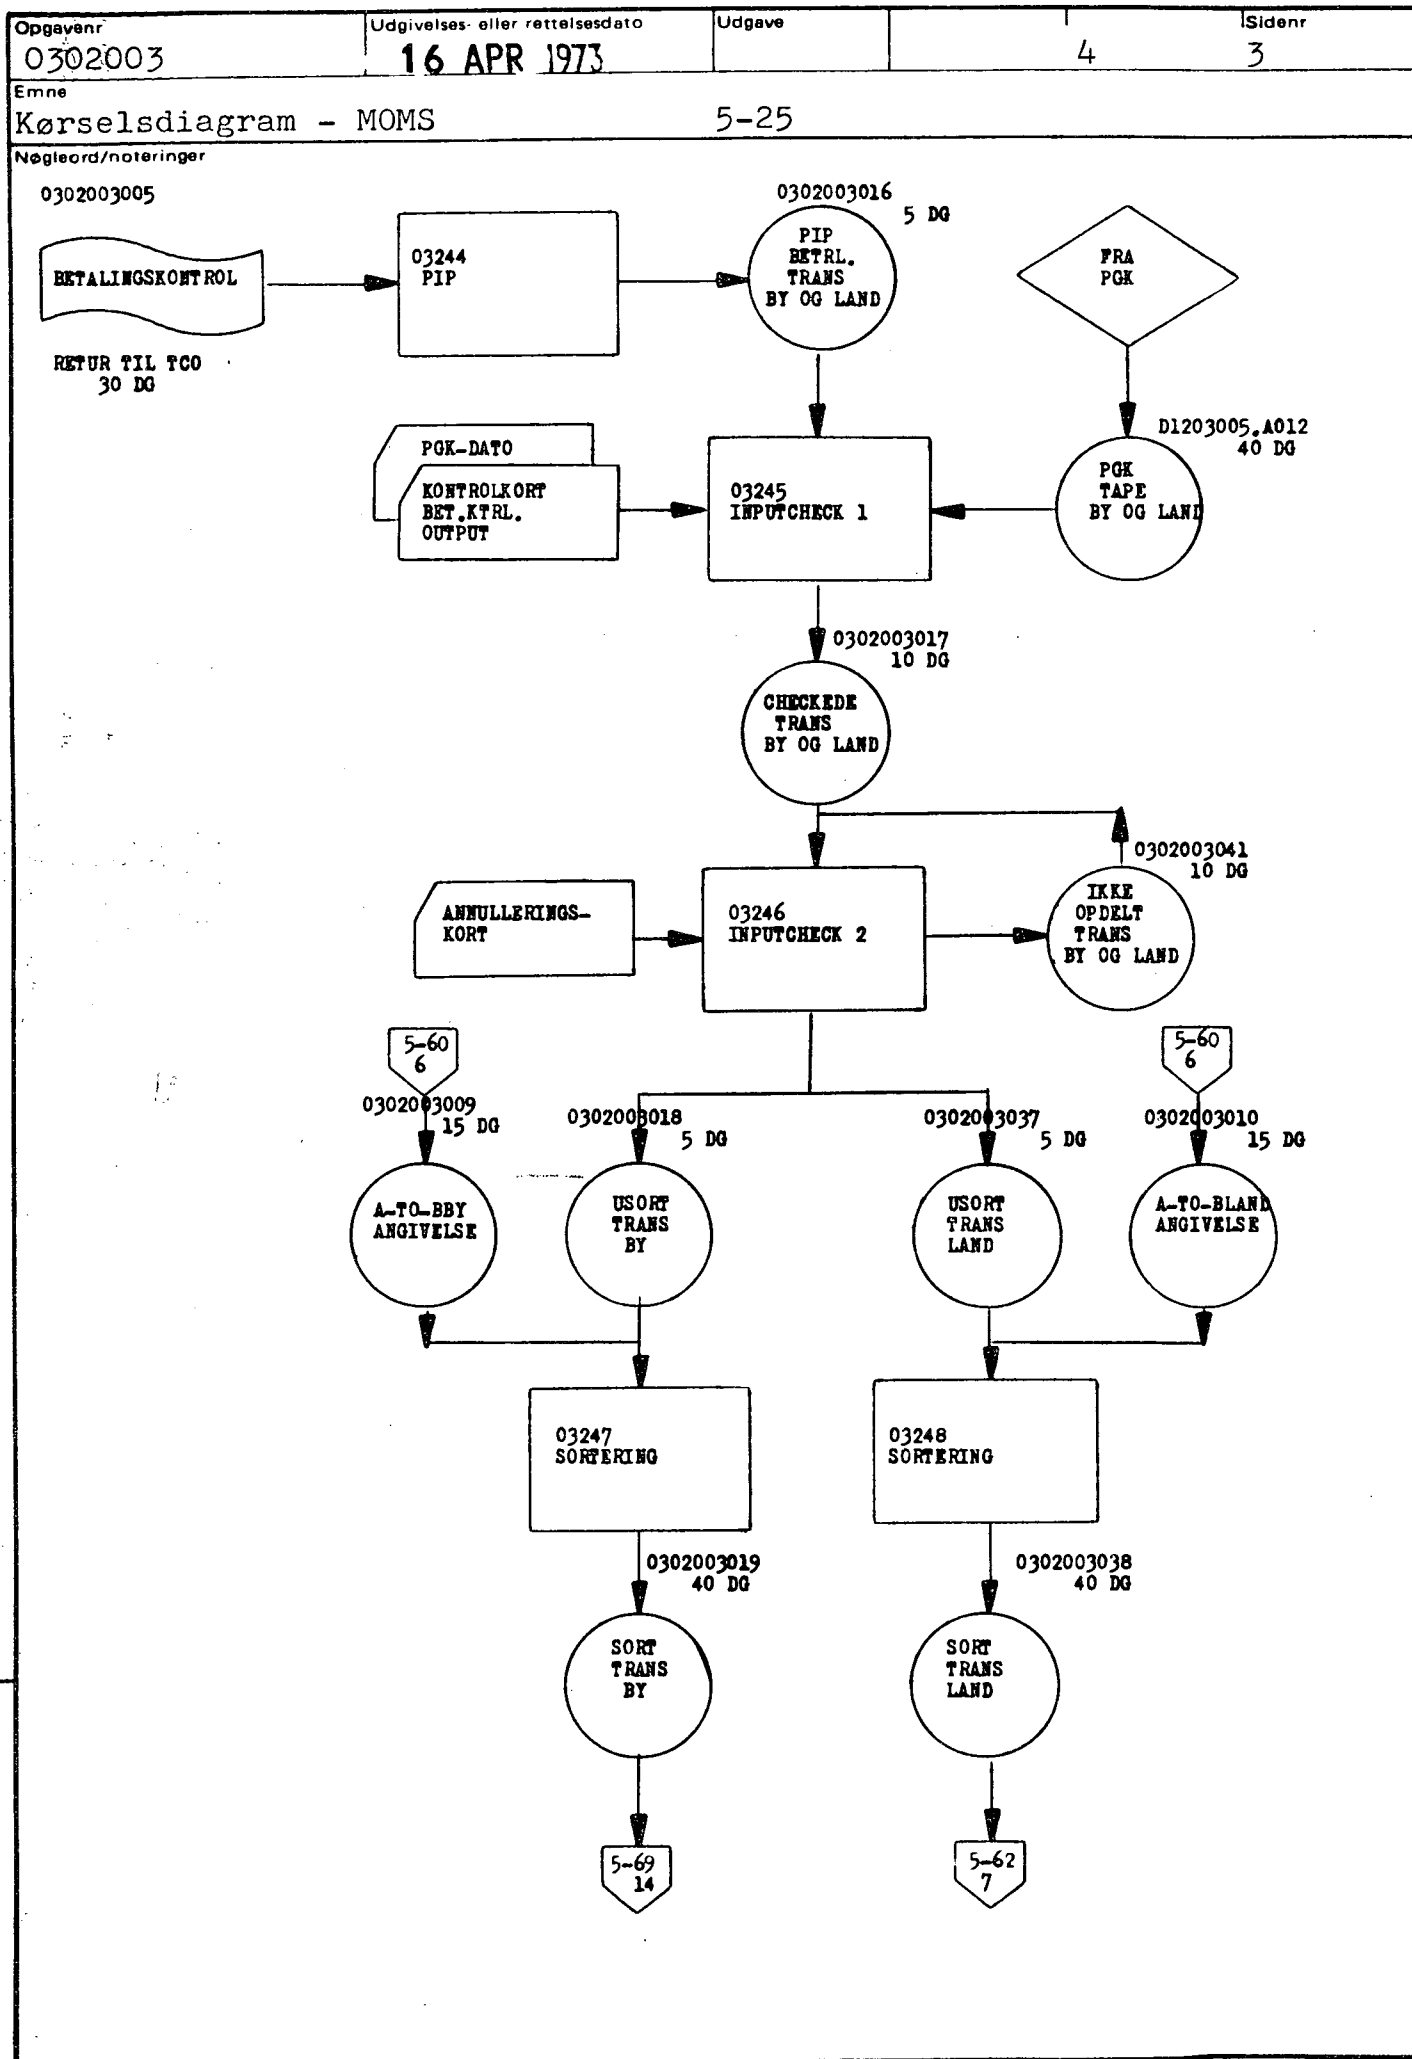 Opgavenr
Udgivelses- eller rettelsesdato
Udgave
Sidenr
0302003
16 APR 1973
4
3
Emne
Kørselsdiagram - MOMS
5-25
Nøgleord/noteringer
0302003005
BETALINGSKONTROL
RETUR TIL TCO
30 DG
03244
PIP
0302003016
5 DG
PIP
BETRL.
TRANS
BY OG LAND
FRA
PGK
D1203005.A012
40 DG
PGK
TAPE
BY OG LAND
PGK-DATO
KONTROLKORT
BET.KTRL.
OUTPUT
03245
INPUTCHECK 1
0302003017
10 DG
CHECKEDE
TRANS
BY OG LAND
0302003041
10 DG
IKKE
OPDELT
TRANS
BY OG LAND
ANNULLERINGS-
KORT
03246
INPUTCHECK 2
5-60
6
5-60
6
0302003009
15 DG
0302003018
5 DG
0302003037
5 DG
0302003010
15 DG
A-TO-BBY
ANGIVELSE
USORT
TRANS
BY
USORT
TRANS
LAND
A-TO-BLAND
ANGIVELSE
03247
SORTERING
03248
SORTERING
0302003019
40 DG
0302003038
40 DG
SORT
TRANS
BY
SORT
TRANS
LAND
5-69
14
5-62
7